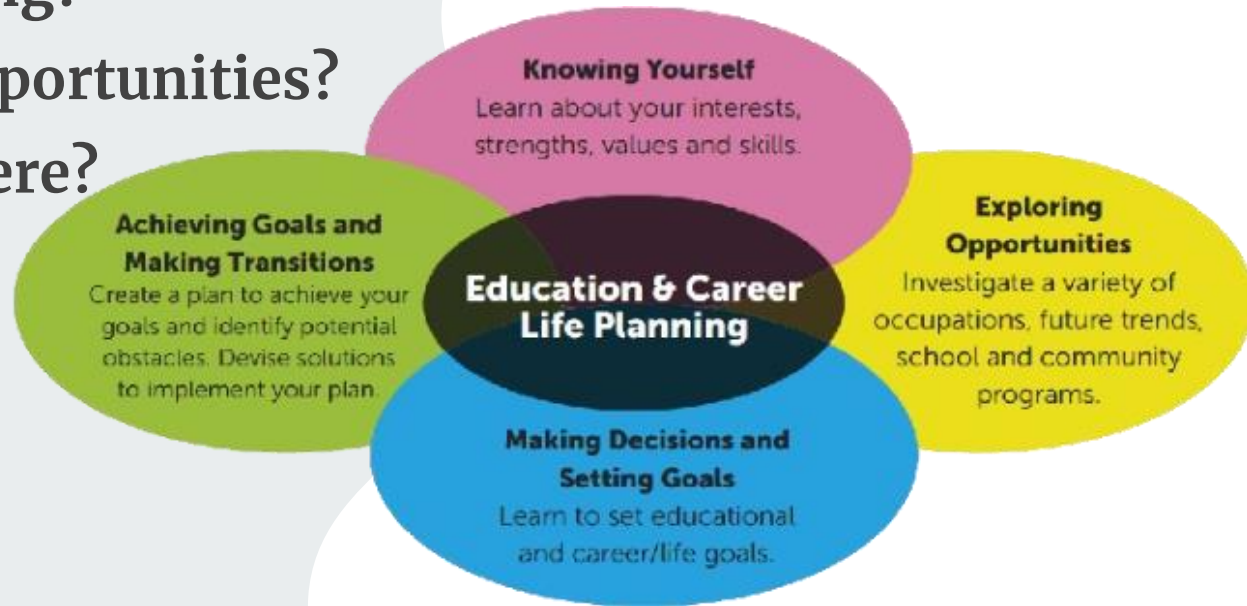 ng?
portunities?
ere?
Knowing Yourself
Learn about your interests,
strengths, values and skills.
Achieving Goals and
Making Transitions
Create a plan to achieve your
goals and identify potential
obstacles. Devise solutions
to implement your plan.
Education & Career
Life Planning
Exploring
Opportunities
Investigate a variety of
occupations, future trends,
school and community
programs.
Making Decisions and
Setting Goals
Learn to set educational
and career/life goals.